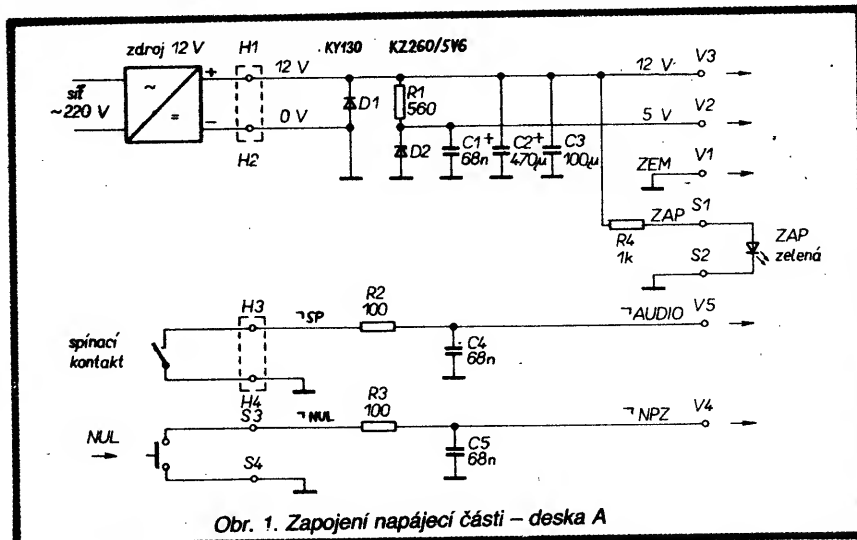 zdroj 12 V H1 KY130 KZ260/5V6
síť
~220 V
~
=
+
−
12 V
0 V
H2
D1
R1
560
D2
C1
68n
+
C2
470µ
+
C3
100µ
12 V V3
5 V V2
ZEM V1
R4
1k
ZAP S1
S2
ZAP
zelená
spínací
kontakt
H3
H4
¬SP
R2
100
C4
68n
¬AUDIO V5
NUL
S3
S4
¬NUL
R3
100
C5
68n
¬NPZ V4
Obr. 1. Zapojení napájecí části – deska A